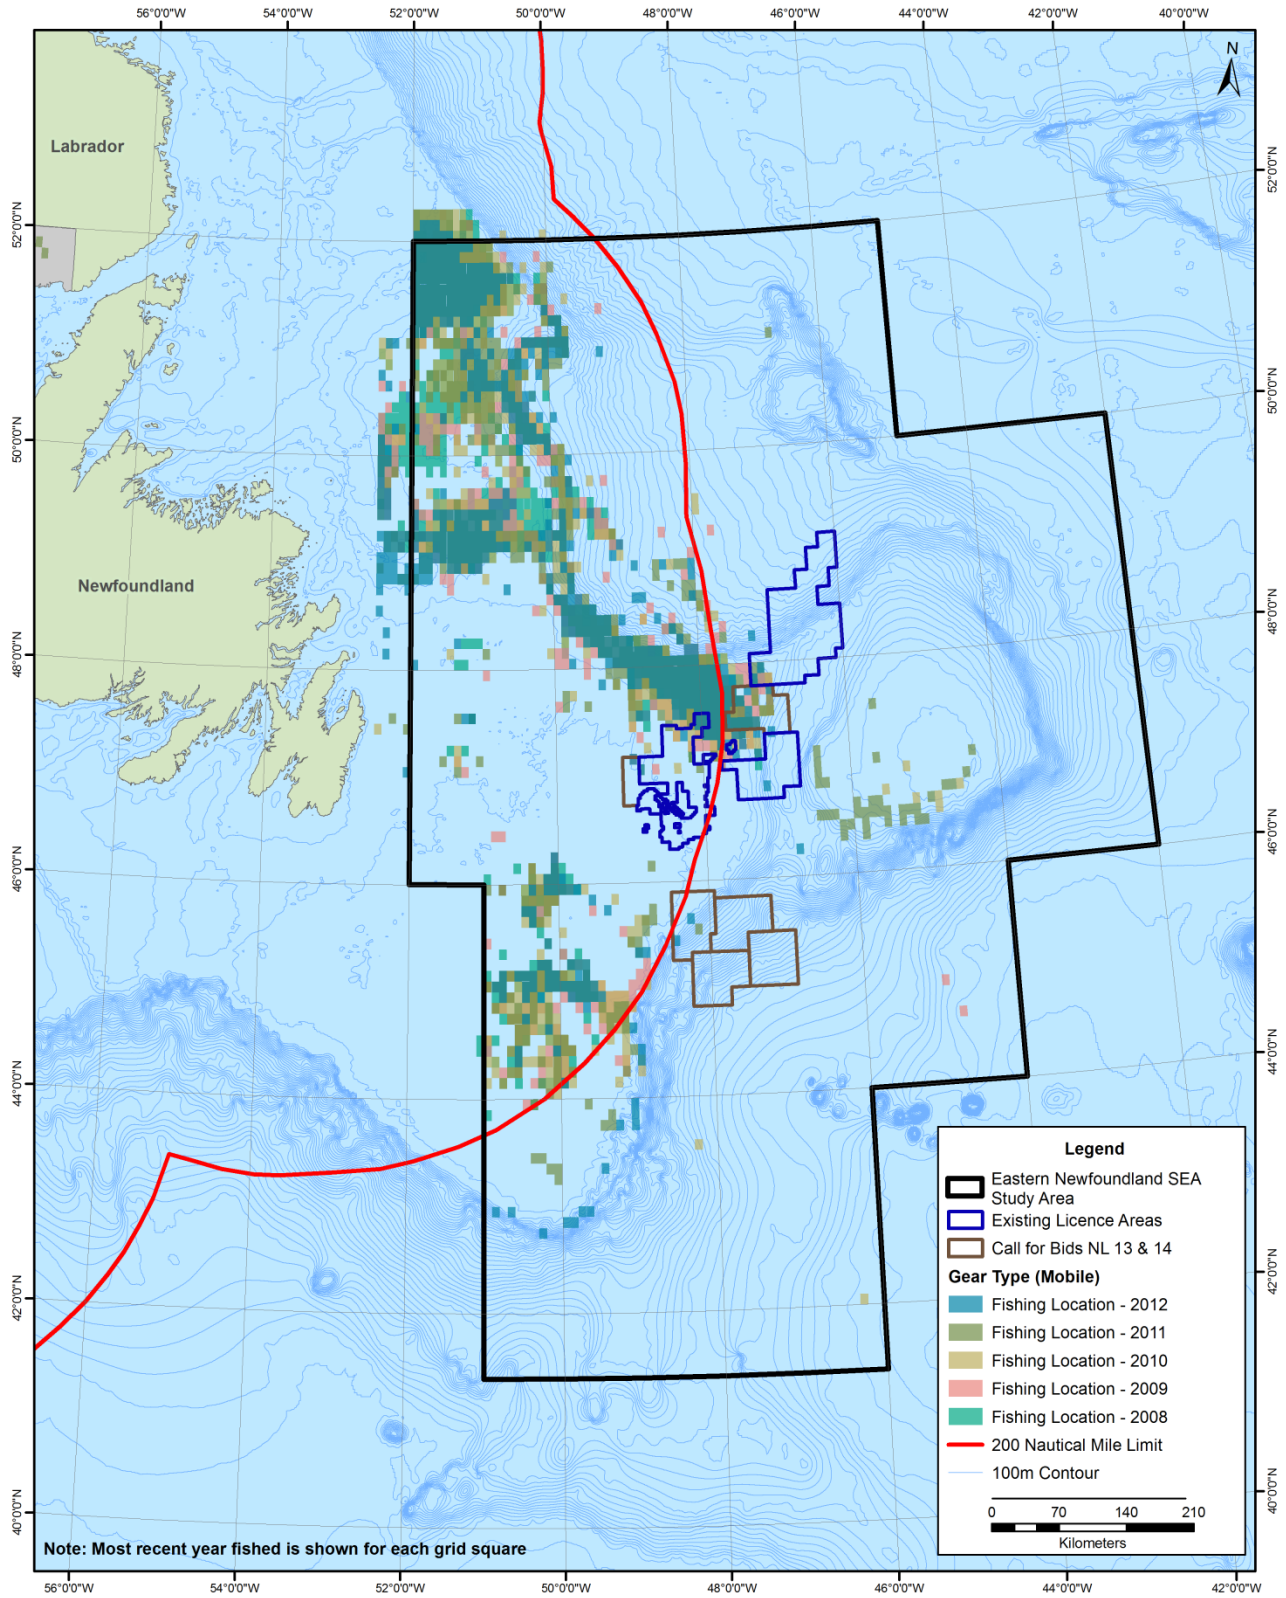 56°0'0"W 54°0'0"W 52°0'0"W 50°0'0"W 48°0'0"W 46°0'0"W 44°0'0"W 42°0'0"W 40°0'0"W
N
Labrador
52°0'0"N
52°0'0"N
50°0'0"N
50°0'0"N
Newfoundland
48°0'0"N
48°0'0"N
46°0'0"N
46°0'0"N
44°0'0"N
44°0'0"N
42°0'0"N
42°0'0"N
40°0'0"N
40°0'0"N
Legend
Eastern Newfoundland SEA
Study Area
Existing Licence Areas
Call for Bids NL 13 & 14
Gear Type (Mobile)
Fishing Location - 2012
Fishing Location - 2011
Fishing Location - 2010
Fishing Location - 2009
Fishing Location - 2008
200 Nautical Mile Limit
100m Contour
0 70 140 210
Kilometers
Note: Most recent year fished is shown for each grid square
56°0'0"W 54°0'0"W 52°0'0"W 50°0'0"W 48°0'0"W 46°0'0"W 44°0'0"W 42°0'0"W